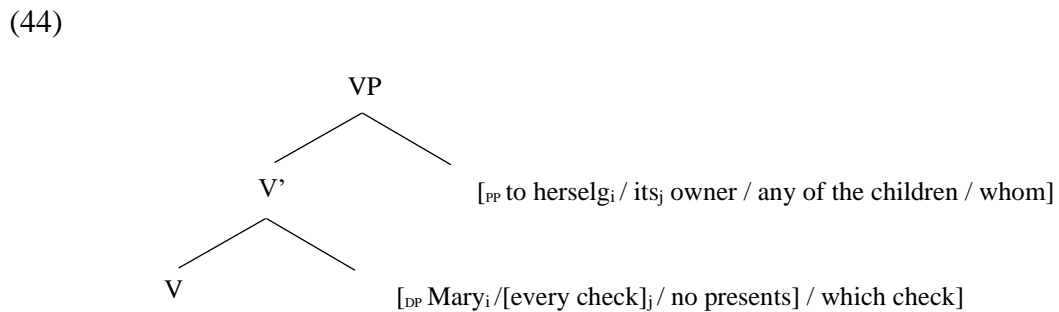 (44)
VP
V’ [PP to herselgi / itsj owner / any of the children / whom]
V [DP Maryi /[every check]j / no presents] / which check]